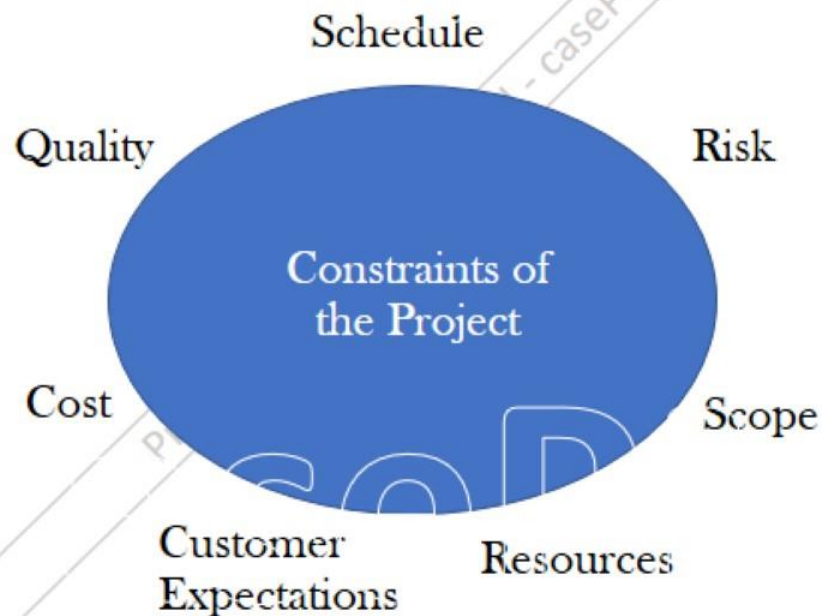 Schedule
Quality
Risk
Constraints of
the Project
Cost
Scope
Customer
Expectations
Resources